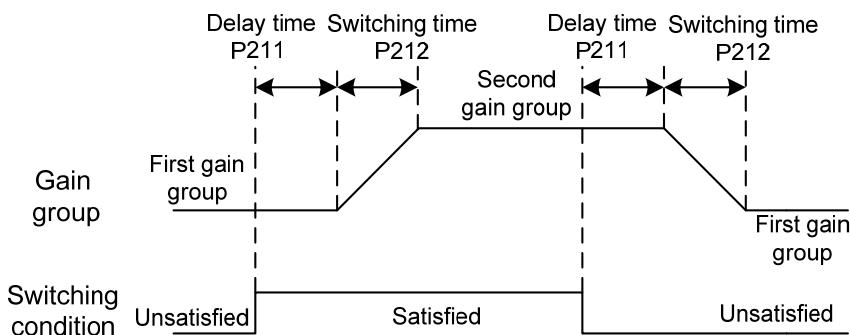 Delay time
P211
Switching time
P212
Delay time
P211
Switching time
P212
Second
gain group
First gain
group
Gain
group
First gain
group
Switching
condition
Unsatisfied
Satisfied
Unsatisfied